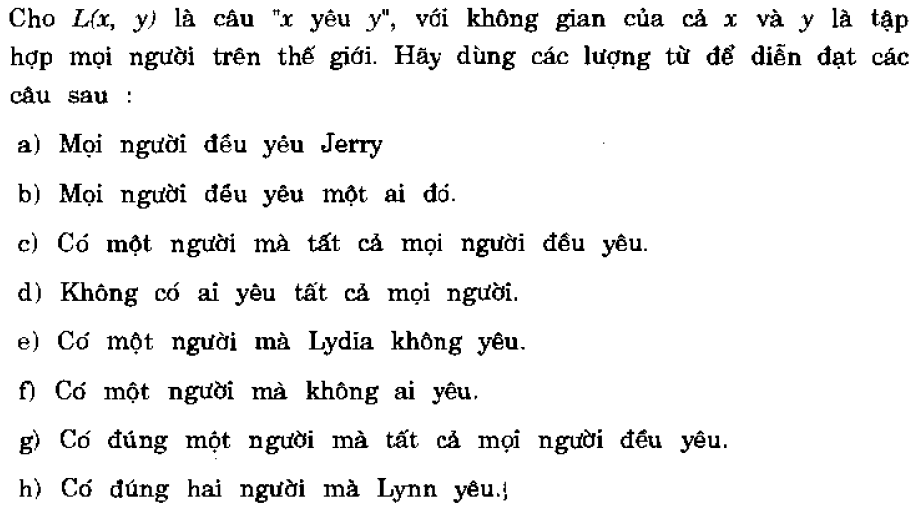 Cho L(x, y) là câu "x yêu y", với không gian của cả x và y là tập
hợp mọi người trên thế giới. Hãy dùng các lượng từ để diễn đạt các
câu sau :
a) Mọi người đều yêu Jerry
b) Mọi người đều yêu một ai đó.
c) Có một người mà tất cả mọi người đều yêu.
d) Không có ai yêu tất cả mọi người.
e) Có một người mà Lydia không yêu.
f) Có một người mà không ai yêu.
g) Có đúng một người mà tất cả mọi người đều yêu.
h) Có đúng hai người mà Lynn yêu.